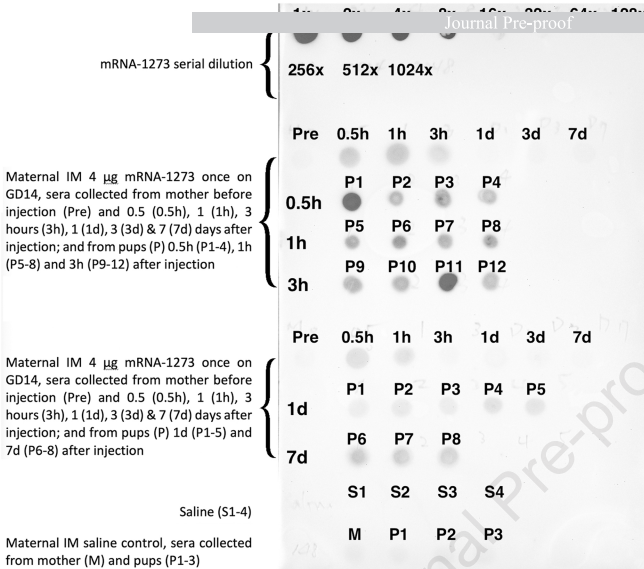 Journal Pre-proof
mRNA-1273 serial dilution
256x 512x 1024x
Pre 0.5h 1h 3h 1d 3d 7d
Maternal IM 4 µg mRNA-1273 once on
GD14, sera collected from mother before
injection (Pre) and 0.5 (0.5h), 1 (1h), 3
hours (3h), 1 (1d), 3 (3d) & 7 (7d) days after
injection; and from pups (P) 0.5h (P1-4), 1h
(P5-8) and 3h (P9-12) after injection
P1 P2 P3 P4
0.5h
P5 P6 P7 P8
1h
P9 P10 P11 P12
3h
Pre 0.5h 1h 3h 1d 3d 7d
Maternal IM 4 µg mRNA-1273 once on
GD14, sera collected from mother before
injection (Pre) and 0.5 (0.5h), 1 (1h), 3
hours (3h), 1 (1d), 3 (3d) & 7 (7d) days after
injection; and from pups (P) 1d (P1-5) and
7d (P6-8) after injection
P1 P2 P3 P4 P5
1d
P6 P7 P8
7d
S1 S2 S3 S4
Saline (S1-4)
M P1 P2 P3
Maternal IM saline control, sera collected
from mother (M) and pups (P1-3)
nal Pre-pro